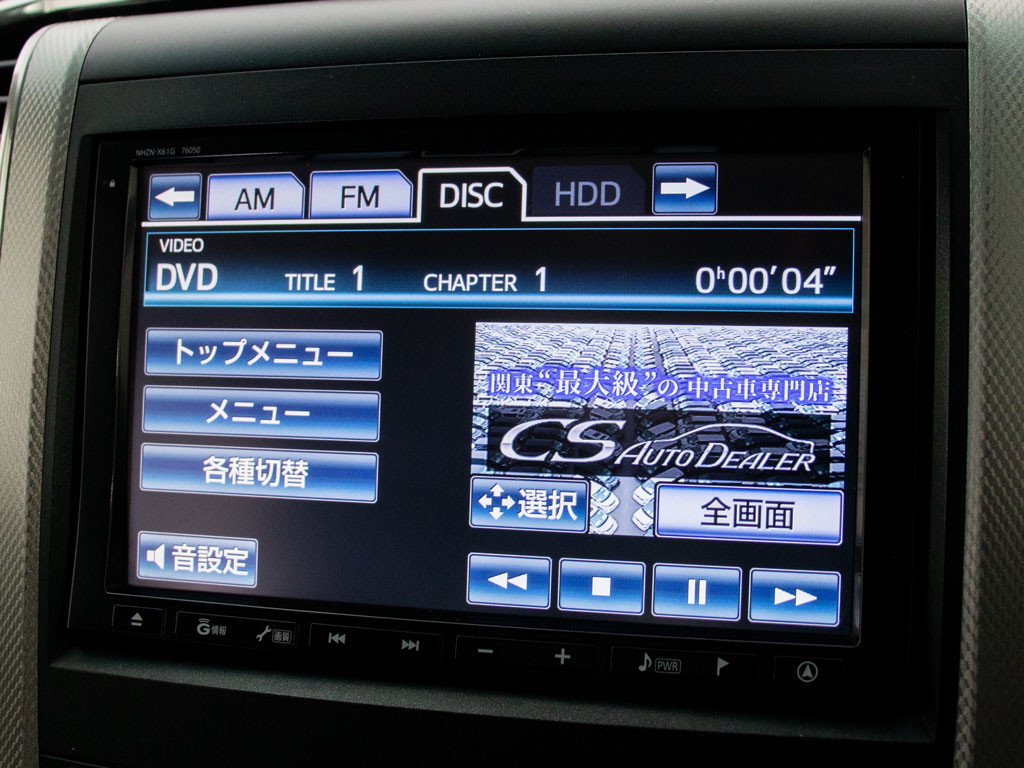 NHZN-X61G 76050
AM FM DISC HDD
VIDEO
DVD TITLE 1 CHAPTER 1 0h00'04"
トップメニュー
メニュー
各種切替
音設定
関東“最大級”の 中古車専門店
CS AUTO DEALER
選択 全画面
G情報 画質 PWR